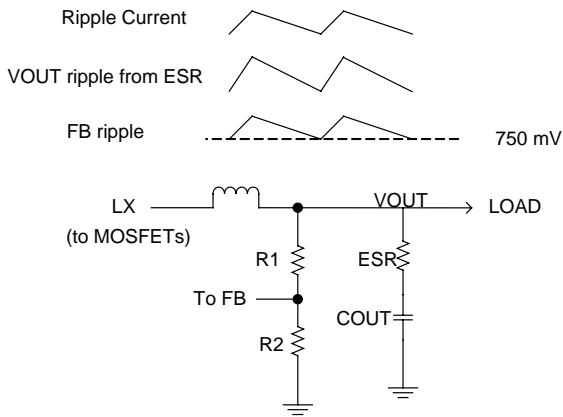 Ripple Current
VOUT ripple from ESR
FB ripple
750 mV
VOUT
LX
LOAD
(to MOSFETs)
R1
ESR
To FB
COUT
R2